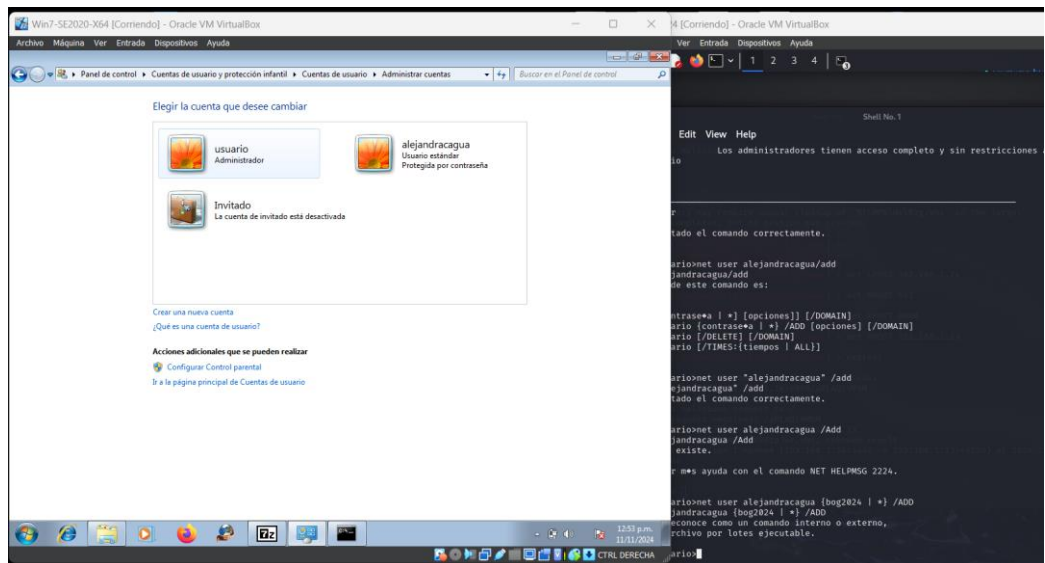 Win7-SE2020-X64 [Corriendo] - Oracle VM VirtualBox
Archivo Máquina Ver Entrada Dispositivos Ayuda
Panel de control Cuentas de usuario y protección infantil Cuentas de usuario Administrar cuentas
Buscar en el Panel de control
Elegir la cuenta que desee cambiar
usuario
Administrador
alejandracagua
Usuario estándar
Protegida por contraseña
Invitado
La cuenta de invitado está desactivada
Crear una nueva cuenta
¿Qué es una cuenta de usuario?
Acciones adicionales que se pueden realizar
Configurar Control parental
Ir a la página principal de Cuentas de usuario
12:53 p.m.
11/11/2024
CTRL DERECHA
4 [Corriendo] - Oracle VM VirtualBox
Ver Entrada Dispositivos Ayuda
1 2 3 4
Shell No. 1
Edit View Help
Los administradores tienen acceso completo y sin restricciones
io
r
tado el comando correctamente.
ario>net user alejandracagua/add
jandracagua/add
de este comando es:
ntrase◆a | *] [opciones]] [/DOMAIN]
ario {contrase◆a | *} /ADD [opciones] [/DOMAIN]
ario [/DELETE] [/DOMAIN]
ario [/TIMES:{tiempos | ALL}]
ario>net user "alejandracagua" /add
ejandracagua" /add
tado el comando correctamente.
ario>net user alejandracagua /Add
jandracagua /Add
existe.
r m◆s ayuda con el comando NET HELPMSG 2224.
ario>net user alejandracagua {bog2024 | *} /ADD
jandracagua {bog2024 | *} /ADD
econoce como un comando interno o externo,
rchivo por lotes ejecutable.
ario>